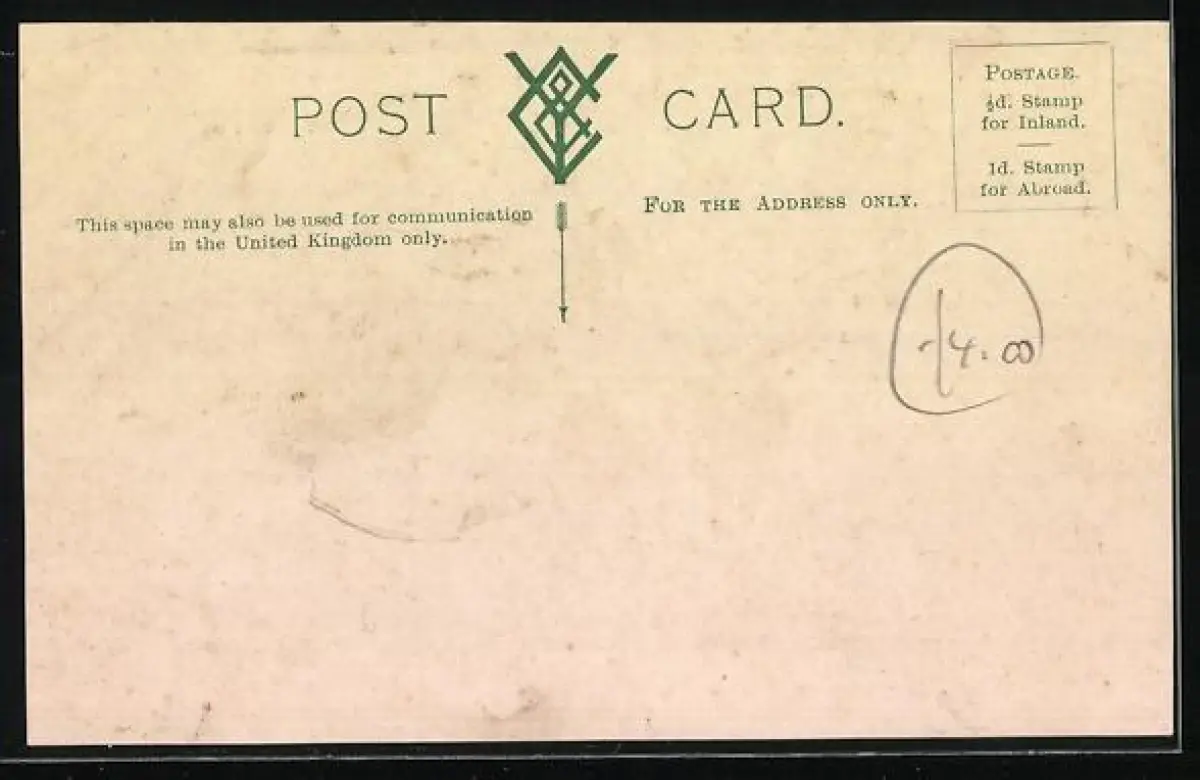 POST CARD.
POSTAGE.
½d. Stamp
for Inland.
1d. Stamp
for Abroad.
This space may also be used for communication
in the United Kingdom only.
FOR THE ADDRESS ONLY.
4.00